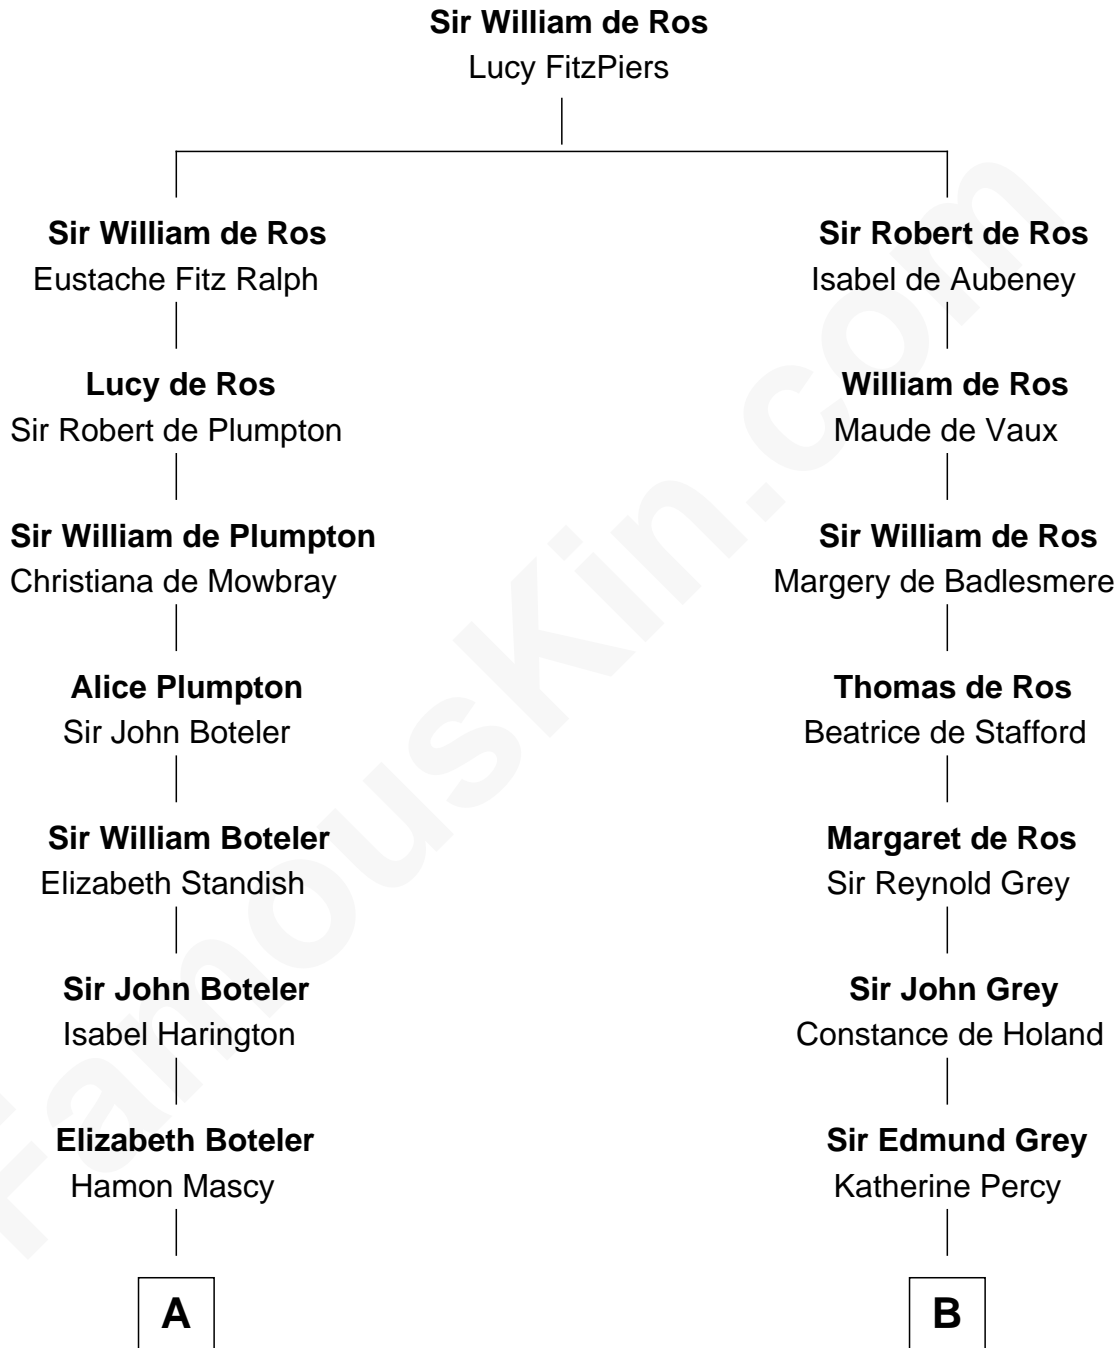 Sir William de Ros
Lucy FitzPiers
Sir William de Ros
Eustache Fitz Ralph
Lucy de Ros
Sir Robert de Plumpton
Sir William de Plumpton
Christiana de Mowbray
Alice Plumpton
Sir John Boteler
Sir William Boteler
Elizabeth Standish
Sir John Boteler
Isabel Harington
Elizabeth Boteler
Hamon Mascy
A
Sir Robert de Ros
Isabel de Aubeney
William de Ros
Maude de Vaux
Sir William de Ros
Margery de Badlesmere
Thomas de Ros
Beatrice de Stafford
Margaret de Ros
Sir Reynold Grey
Sir John Grey
Constance de Holand
Sir Edmund Grey
Katherine Percy
B
FamousKin.com